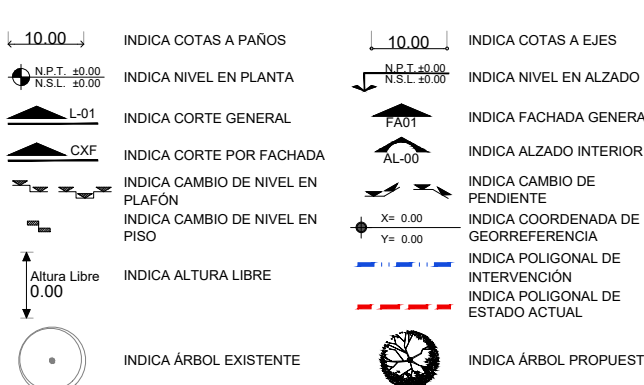 10.00
INDICA COTAS A PAÑOS
N.P.T. ±0.00
N.S.L. ±0.00
INDICA NIVEL EN PLANTA
L-01
INDICA CORTE GENERAL
CXF
INDICA CORTE POR FACHADA
INDICA CAMBIO DE NIVEL EN
PLAFÓN
INDICA CAMBIO DE NIVEL EN
PISO
Altura Libre
0.00
INDICA ALTURA LIBRE
INDICA ÁRBOL EXISTENTE
10.00
INDICA COTAS A EJES
N.P.T. ±0.00
N.S.L. ±0.00
INDICA NIVEL EN ALZADO
FA01
INDICA FACHADA GENERA
AL-00
INDICA ALZADO INTERIOR
INDICA CAMBIO DE
PENDIENTE
X= 0.00
Y= 0.00
INDICA COORDENADA DE
GEORREFERENCIA
INDICA POLIGONAL DE
INTERVENCIÓN
INDICA POLIGONAL DE
ESTADO ACTUAL
INDICA ÁRBOL PROPUEST